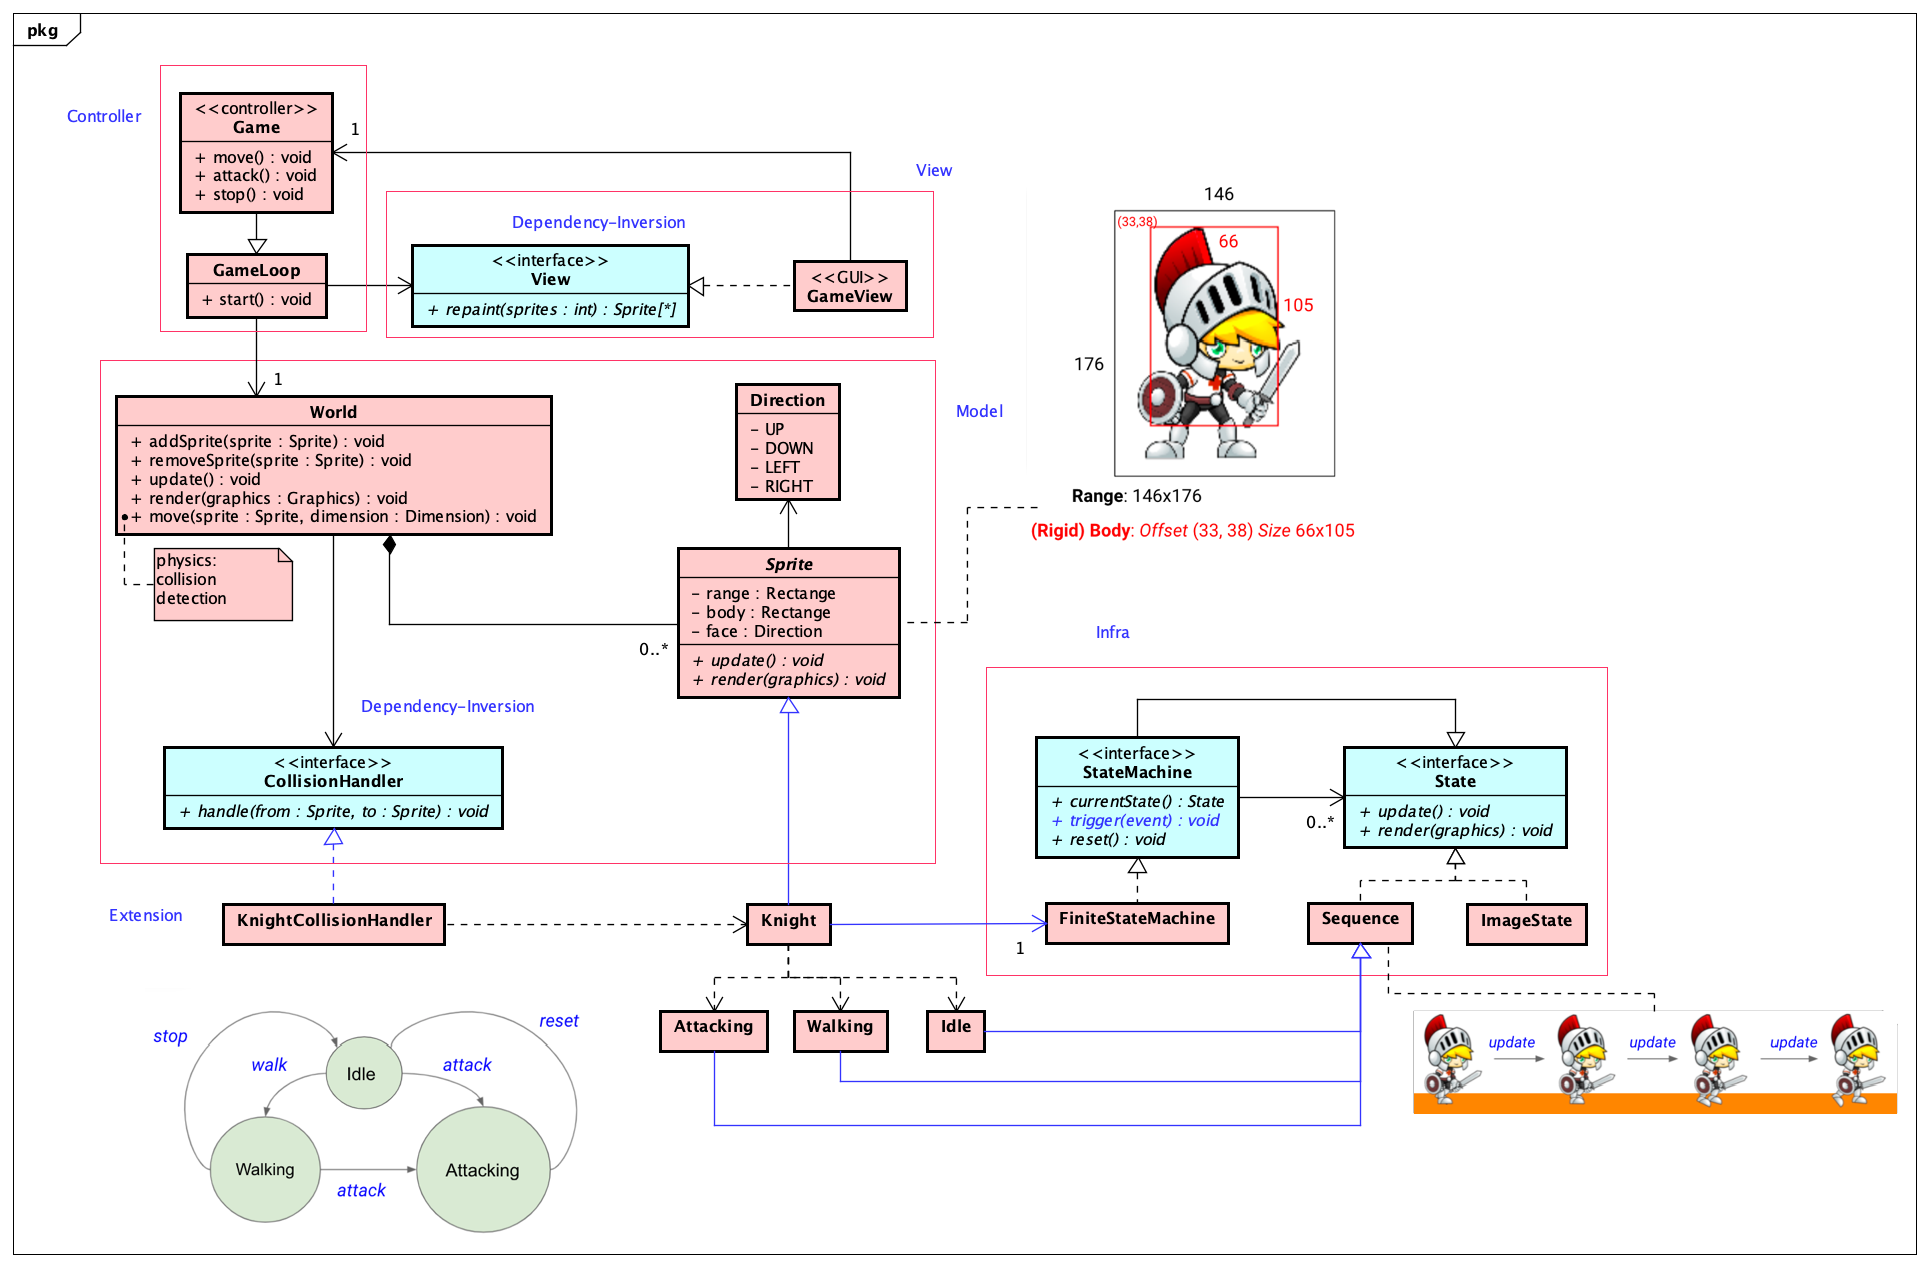 pkg
Controller
<<controller>>
Game
+ move() : void
+ attack() : void
+ stop() : void
1
GameLoop
+ start() : void
View
Dependency-Inversion
<<interface>>
View
+ repaint(sprites : int) : Sprite[*]
<<GUI>>
GameView
146
(33,38)
66
105
176
Range: 146x176
(Rigid) Body: Offset (33, 38) Size 66x105
1
Model
World
+ addSprite(sprite : Sprite) : void
+ removeSprite(sprite : Sprite) : void
+ update() : void
+ render(graphics : Graphics) : void
+ move(sprite : Sprite, dimension : Dimension) : void
physics:
collision
detection
Direction
- UP
- DOWN
- LEFT
- RIGHT
Sprite
- range : Rectange
- body : Rectange
- face : Direction
+ update() : void
+ render(graphics) : void
0..*
Dependency-Inversion
<<interface>>
CollisionHandler
+ handle(from : Sprite, to : Sprite) : void
Infra
<<interface>>
StateMachine
+ currentState() : State
+ trigger(event) : void
+ reset() : void
0..*
<<interface>>
State
+ update() : void
+ render(graphics) : void
Extension
KnightCollisionHandler
Knight
1
FiniteStateMachine
Sequence
ImageState
Attacking
Walking
Idle
stop
walk
Idle
attack
reset
Walking
attack
Attacking
update
update
update